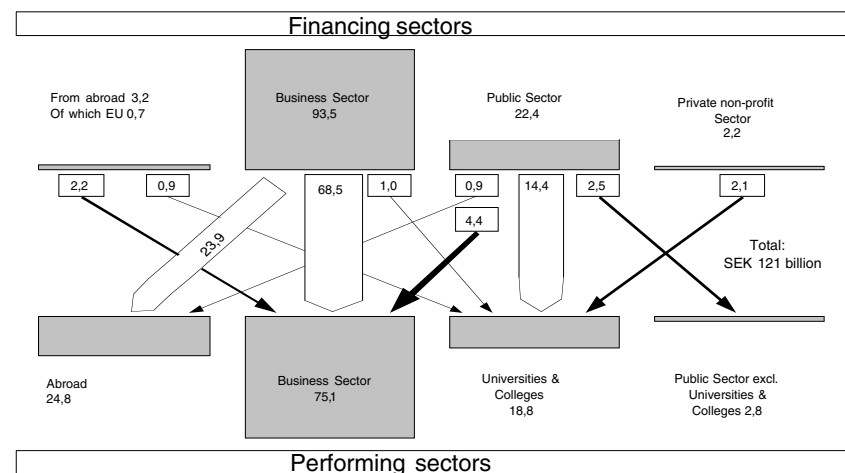 Financing sectors
From abroad 3,2
Of which EU 0,7
Business Sector
93,5
Public Sector
22,4
Private non-profit
Sector
2,2
2,2
0,9
68,5
1,0
0,9
14,4
2,5
2,1
4,4
23,9
Total:
SEK 121 billion
Abroad
24,8
Business Sector
75,1
Universities &
Colleges
18,8
Public Sector excl.
Universities &
Colleges 2,8
Performing sectors